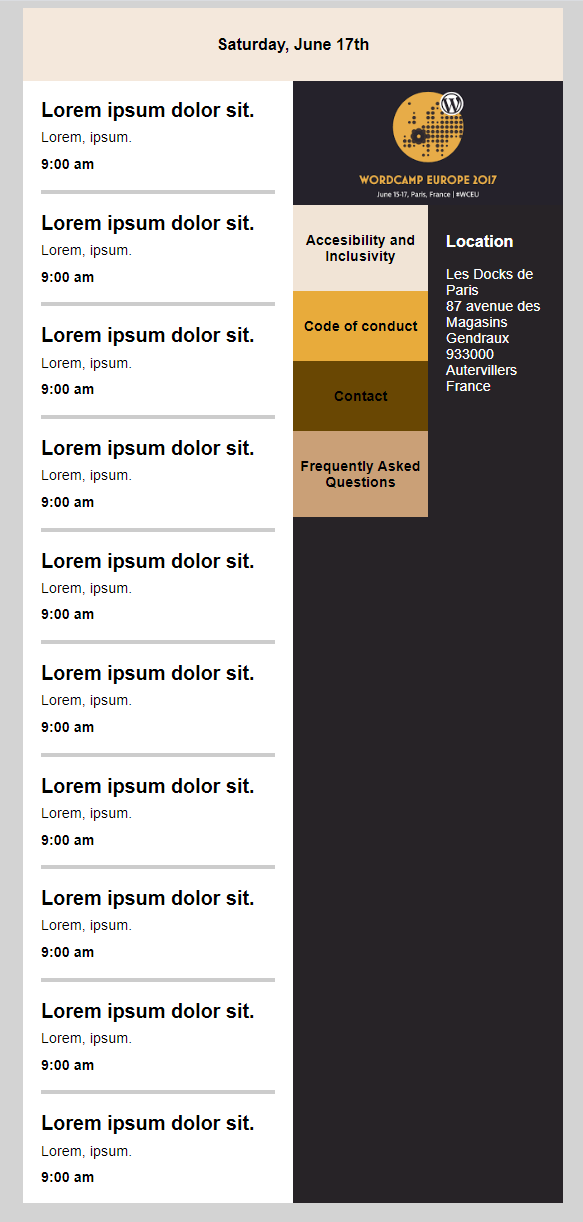 Saturday, June 17th
Lorem ipsum dolor sit.
Lorem, ipsum.
9:00 am
Lorem ipsum dolor sit.
Lorem, ipsum.
9:00 am
Lorem ipsum dolor sit.
Lorem, ipsum.
9:00 am
Lorem ipsum dolor sit.
Lorem, ipsum.
9:00 am
Lorem ipsum dolor sit.
Lorem, ipsum.
9:00 am
Lorem ipsum dolor sit.
Lorem, ipsum.
9:00 am
Lorem ipsum dolor sit.
Lorem, ipsum.
9:00 am
Lorem ipsum dolor sit.
Lorem, ipsum.
9:00 am
Lorem ipsum dolor sit.
Lorem, ipsum.
9:00 am
Lorem ipsum dolor sit.
Lorem, ipsum.
9:00 am
W
WORDCAMP EUROPE 2017
June 15-17, Paris, France | #WCEU
Accesibility and
Inclusivity
Code of conduct
Contact
Frequently Asked
Questions
Location
Les Docks de
Paris
87 avenue des
Magasins
Gendraux
933000
Autervillers
France